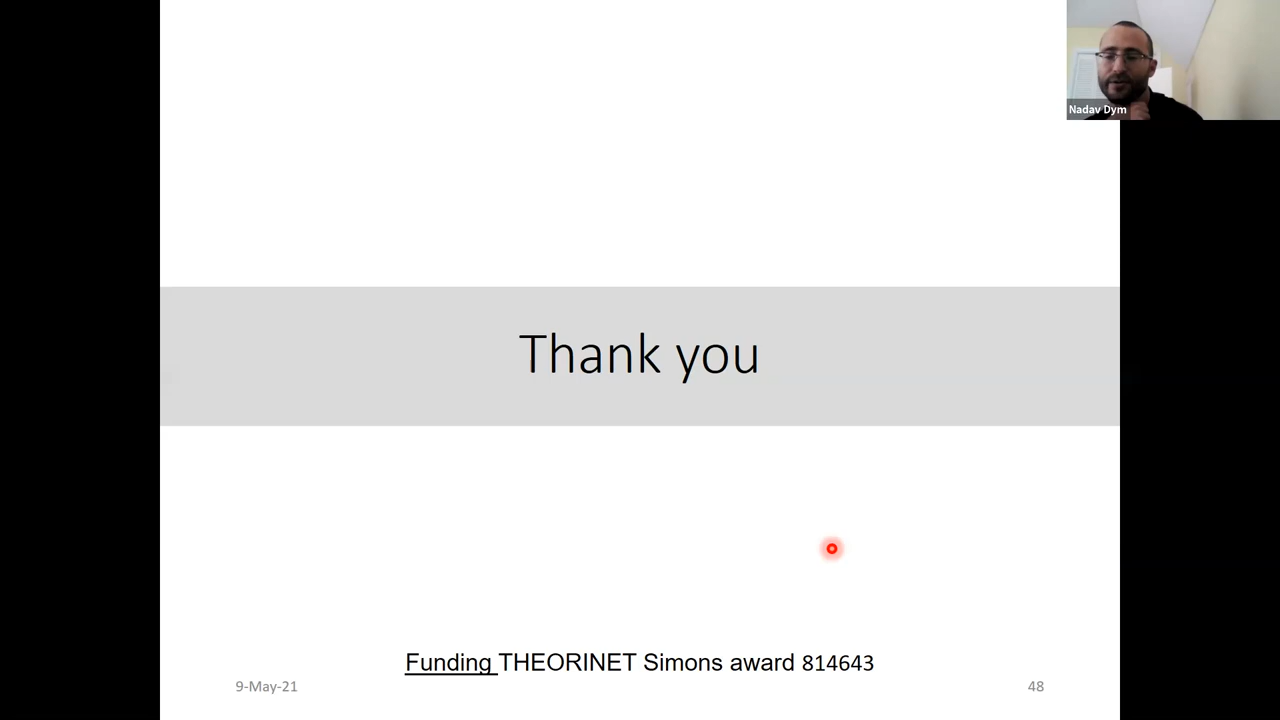 Nadav Dym
Thank you
Funding THEORINET Simons award 814643
9-May-21
48